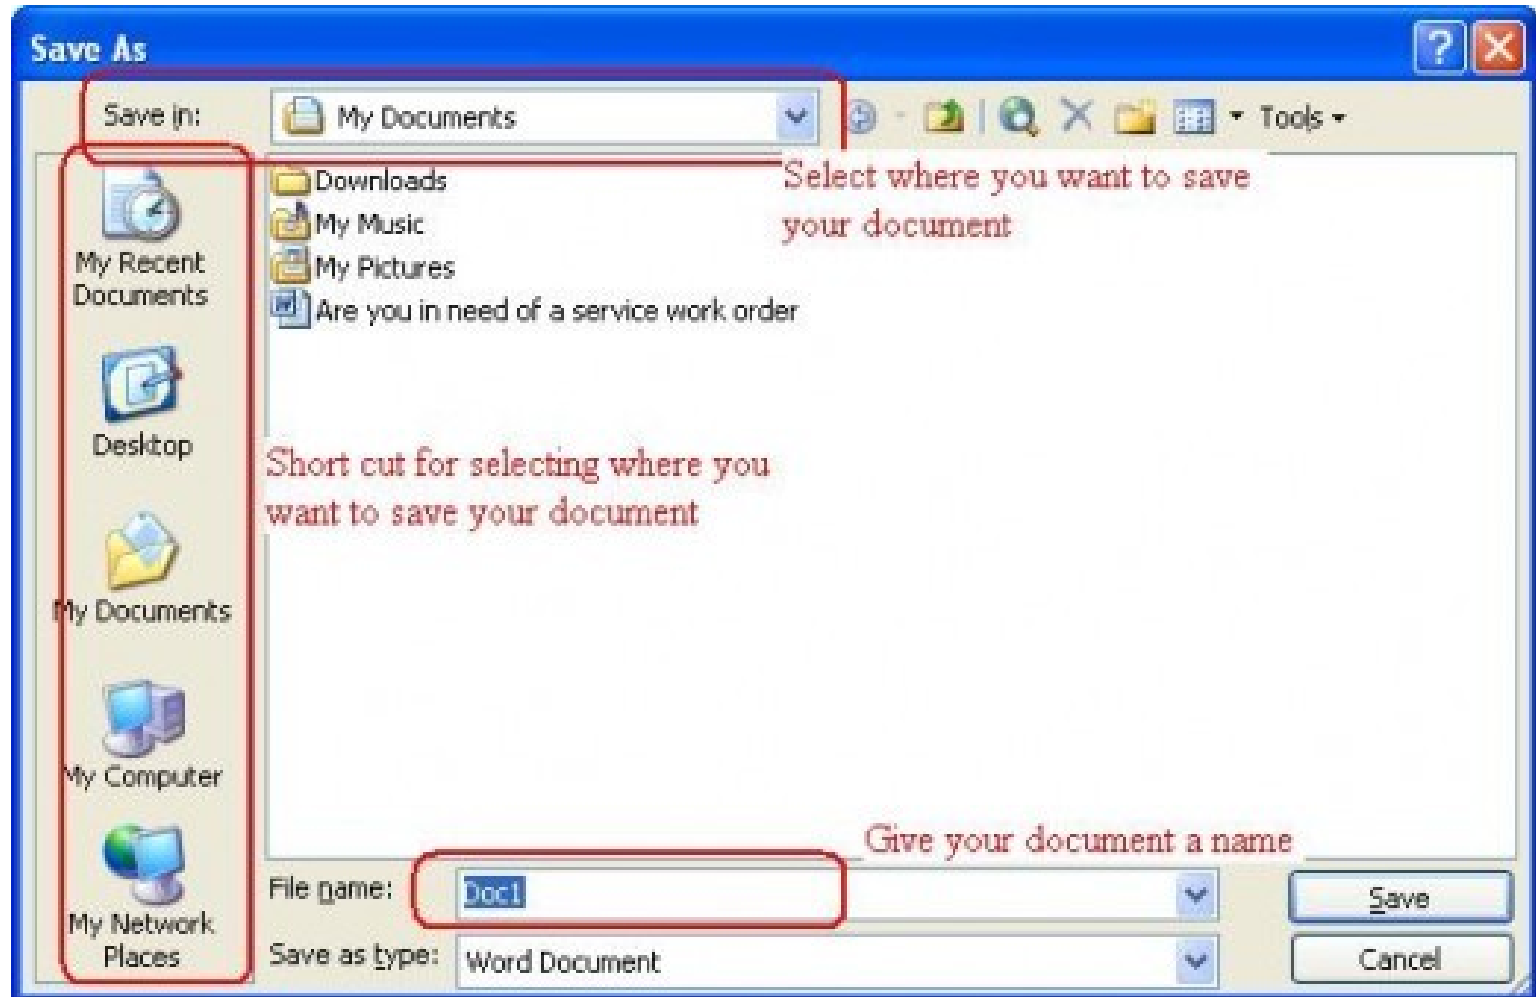 Save As
Save in:
My Documents
Tools
Select where you want to save
your document
Downloads
My Music
My Pictures
Are you in need of a service work order
My Recent
Documents
Desktop
My Documents
My Computer
My Network
Places
Short cut for selecting where you
want to save your document
Give your document a name
File name:
Doc1
Save
Save as type:
Word Document
Cancel